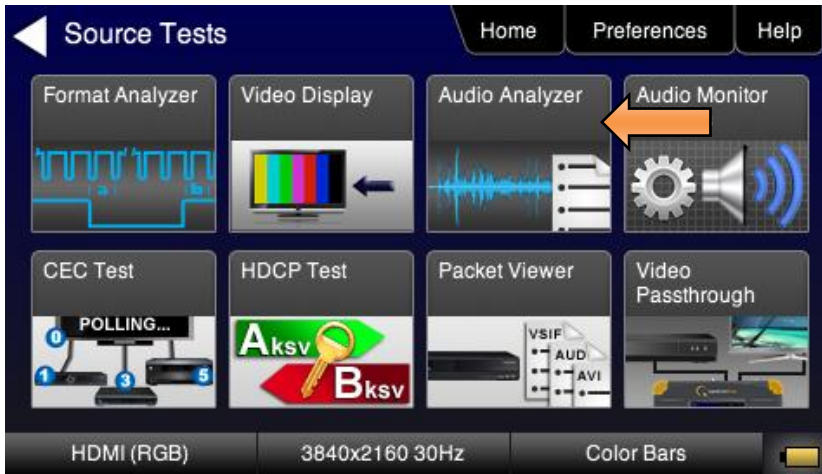 Source Tests
Home
Preferences
Help
Format Analyzer
Video Display
Audio Analyzer
Audio Monitor
a
b
CEC Test
HDCP Test
Packet Viewer
Video
Passthrough
POLLING...
0
1
3
5
Aksv
Bksv
VSIF
AUD
AVI
HDMI (RGB)
3840x2160 30Hz
Color Bars